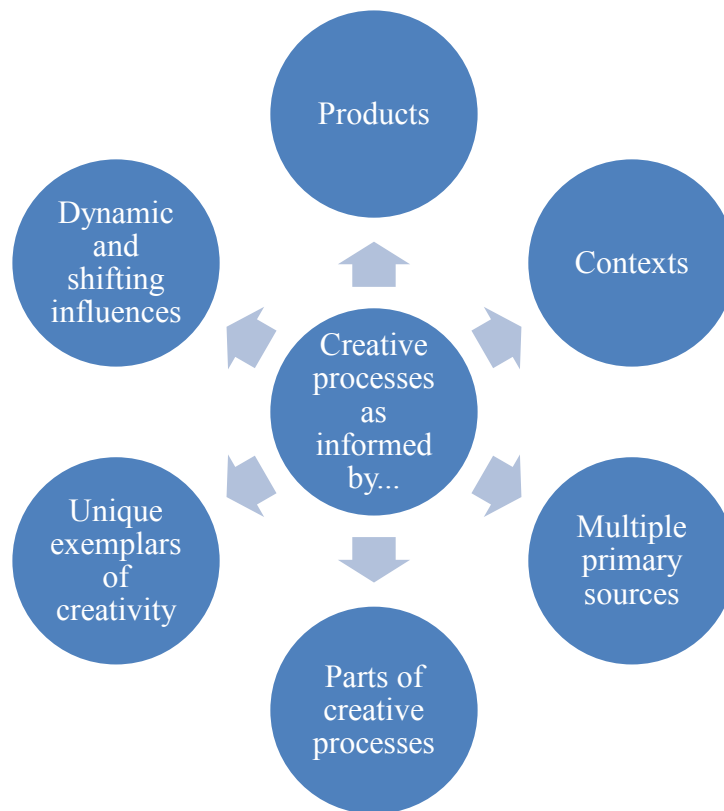 Products
Dynamic
and
shifting
influences
Contexts
Creative
processes
as
informed
by...
Unique
exemplars
of
creativity
Multiple
primary
sources
Parts of
creative
processes